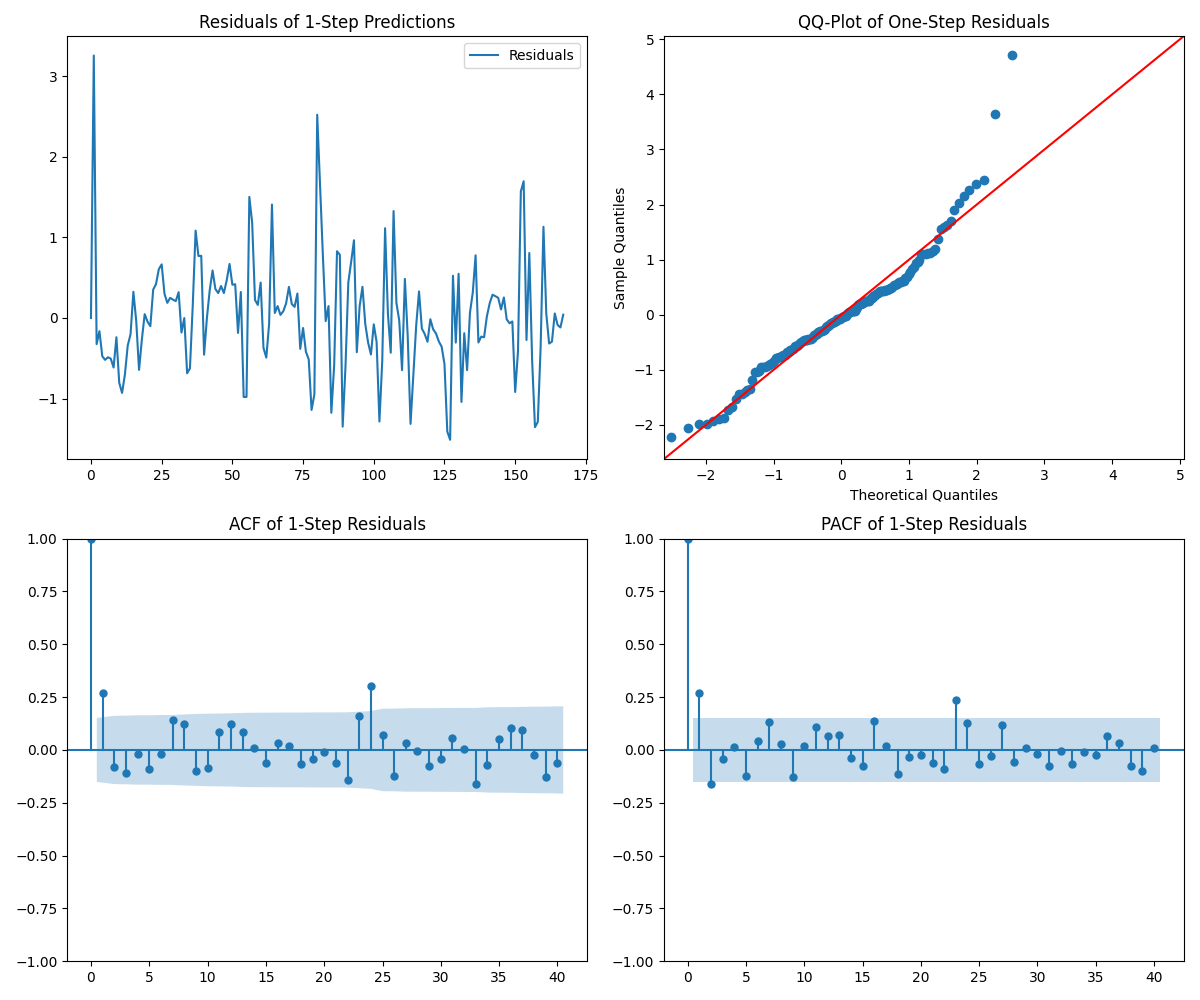 Residuals of 1-Step Predictions
Residuals
3
2
1
0
−1
0 25 50 75 100 125 150 175
QQ-Plot of One-Step Residuals
Sample Quantiles
5
4
3
2
1
0
−1
−2
−2 −1 0 1 2 3 4 5
Theoretical Quantiles
ACF of 1-Step Residuals
1.00
0.75
0.50
0.25
0.00
−0.25
−0.50
−0.75
−1.00
0 5 10 15 20 25 30 35 40
PACF of 1-Step Residuals
1.00
0.75
0.50
0.25
0.00
−0.25
−0.50
−0.75
−1.00
0 5 10 15 20 25 30 35 40